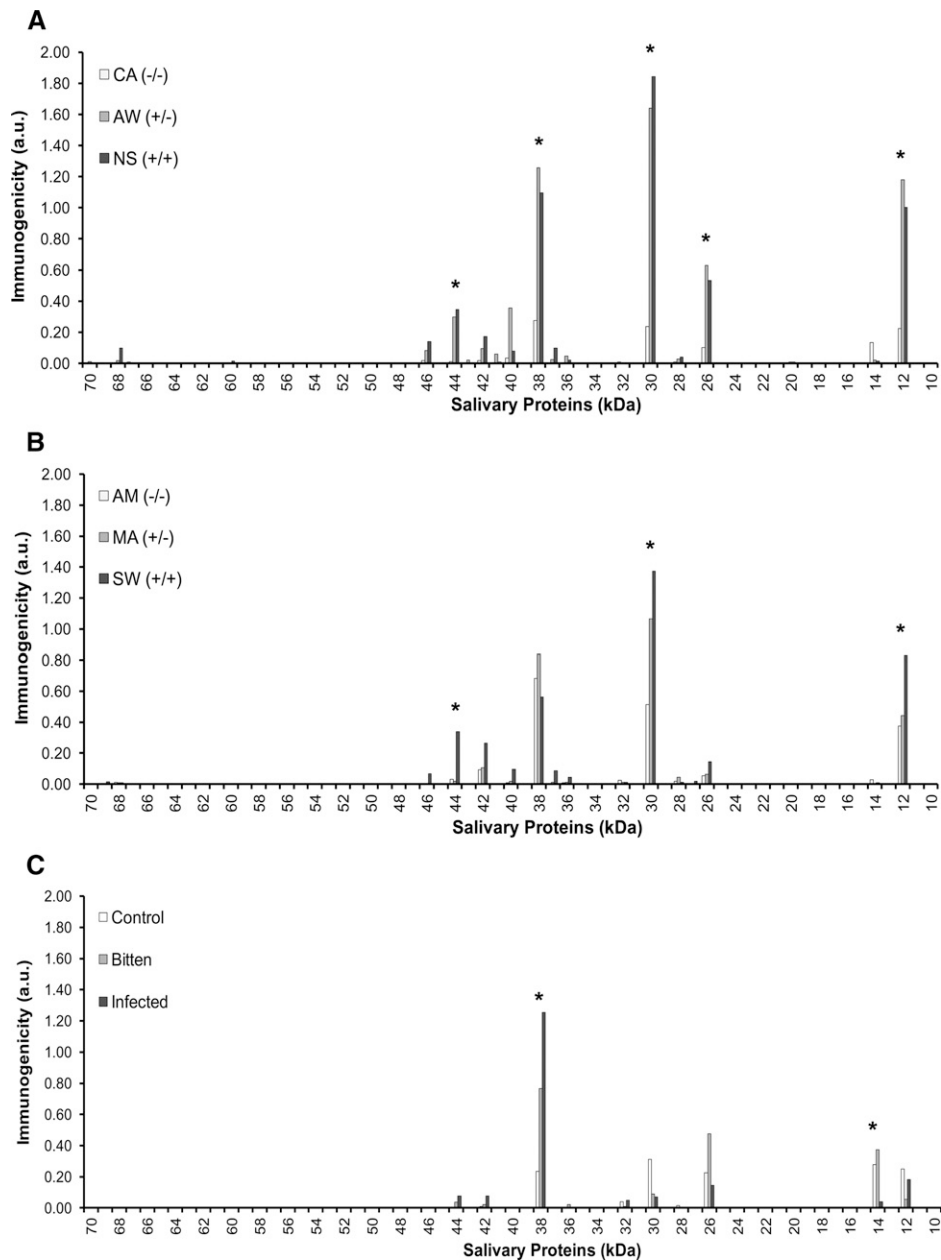 A
2.00
1.80
1.60
1.40
1.20
1.00
0.80
0.60
0.40
0.20
0.00
Immunogenicity (a.u.)
CA (-/-)
AW (+/-)
NS (+/+)
*
*
*
*
*
70 68 66 64 62 60 58 56 54 52 50 48 46 44 42 40 38 36 34 32 30 28 26 24 22 20 18 16 14 12 10
Salivary Proteins (kDa)
B
2.00
1.80
1.60
1.40
1.20
1.00
0.80
0.60
0.40
0.20
0.00
Immunogenicity (a.u.)
AM (-/-)
MA (+/-)
SW (+/+)
*
*
*
70 68 66 64 62 60 58 56 54 52 50 48 46 44 42 40 38 36 34 32 30 28 26 24 22 20 18 16 14 12 10
Salivary Proteins (kDa)
C
2.00
1.80
1.60
1.40
1.20
1.00
0.80
0.60
0.40
0.20
0.00
Immunogenicity (a.u.)
Control
Bitten
Infected
*
*
70 68 66 64 62 60 58 56 54 52 50 48 46 44 42 40 38 36 34 32 30 28 26 24 22 20 18 16 14 12 10
Salivary Proteins (kDa)